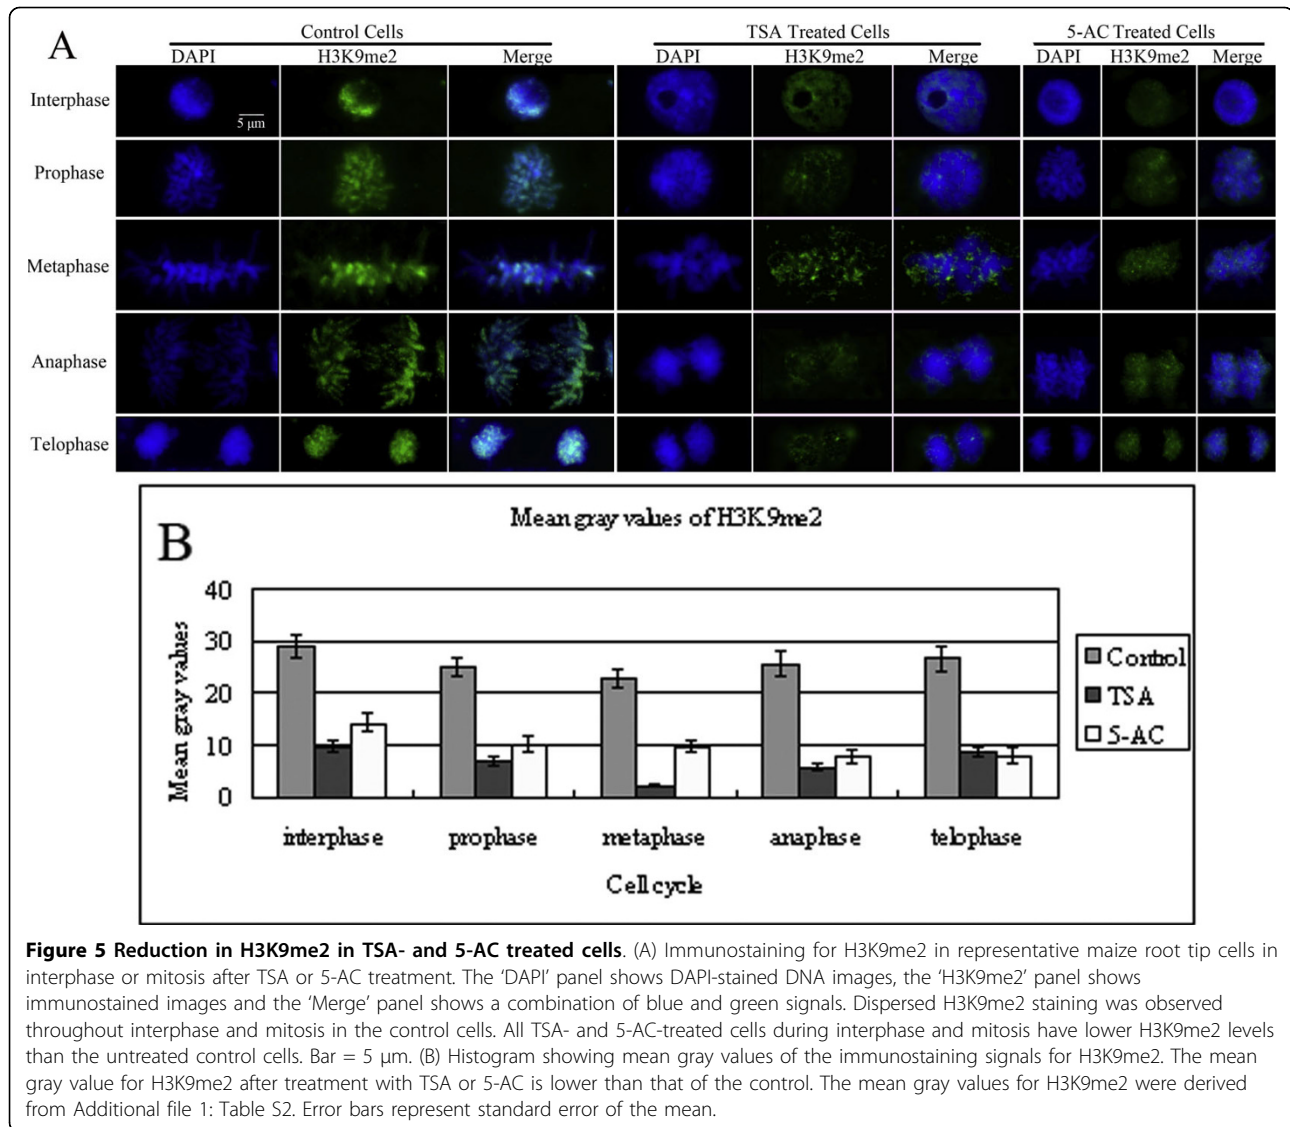 A
Control Cells
TSA Treated Cells
5-AC Treated Cells
DAPI H3K9me2 Merge DAPI H3K9me2 Merge DAPI H3K9me2 Merge
Interphase
5 µm
Prophase
Metaphase
Anaphase
Telophase
B
Mean gray values of H3K9me2
Mean gray values
40
30
20
10
0
Control
TSA
5-AC
interphase prophase metaphase anaphase telophase
Cell cycle
Figure 5 Reduction in H3K9me2 in TSA- and 5-AC treated cells. (A) Immunostaining for H3K9me2 in representative maize root tip cells in
interphase or mitosis after TSA or 5-AC treatment. The ‘DAPI’ panel shows DAPI-stained DNA images, the ‘H3K9me2’ panel shows
immunostained images and the ‘Merge’ panel shows a combination of blue and green signals. Dispersed H3K9me2 staining was observed
throughout interphase and mitosis in the control cells. All TSA- and 5-AC-treated cells during interphase and mitosis have lower H3K9me2 levels
than the untreated control cells. Bar = 5 µm. (B) Histogram showing mean gray values of the immunostaining signals for H3K9me2. The mean
gray value for H3K9me2 after treatment with TSA or 5-AC is lower than that of the control. The mean gray values for H3K9me2 were derived
from Additional file 1: Table S2. Error bars represent standard error of the mean.